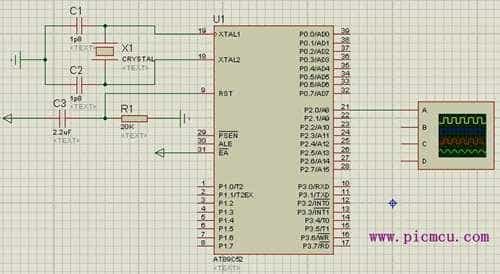 C1
1p8
<TEXT>
X1
CRYSTAL
<TEXT>
C2
1p8
<TEXT>
C3
2.2uF
<TEXT>
R1
20K
<TEXT>
U1
19
XTAL1
18
XTAL2
9
RST
29
PSEN
30
ALE
31
EA
1
P1.0/T2
2
P1.1/T2EX
3
P1.2
4
P1.3
5
P1.4
6
P1.5
7
P1.6
8
P1.7
P0.0/AD0
39
P0.1/AD1
38
P0.2/AD2
37
P0.3/AD3
36
P0.4/AD4
35
P0.5/AD5
34
P0.6/AD6
33
P0.7/AD7
32
P2.0/A8
21
P2.1/A9
22
P2.2/A10
23
P2.3/A11
24
P2.4/A12
25
P2.5/A13
26
P2.6/A14
27
P2.7/A15
28
P3.0/RXD
10
P3.1/TXD
11
P3.2/INT0
12
P3.3/INT1
13
P3.4/T0
14
P3.5/T1
15
P3.6/WR
16
P3.7/RD
17
AT89C52
<TEXT>
A
B
C
D
www.picmcu.com